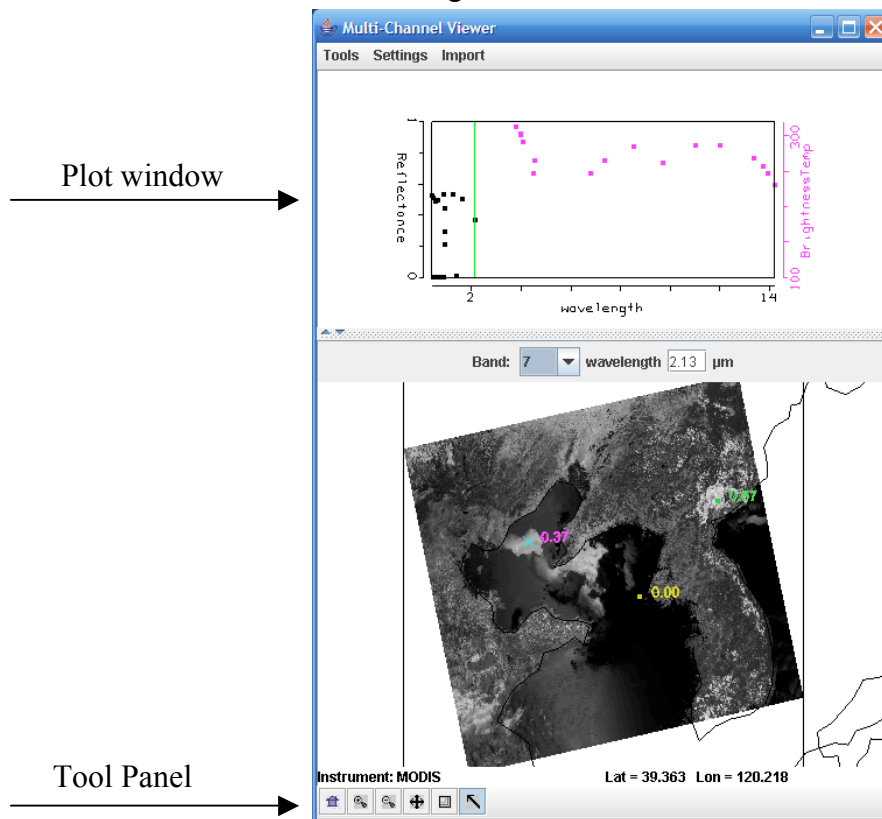 Multi-Channel Viewer
Tools Settings Import
Plot window
1
Reflectance
0
300
BrightnessTemp
100
2
14
wavelength
Band: 7 wavelength 2.13 µm
0.37
0.00
Instrument: MODIS Lat = 39.363 Lon = 120.218
Tool Panel